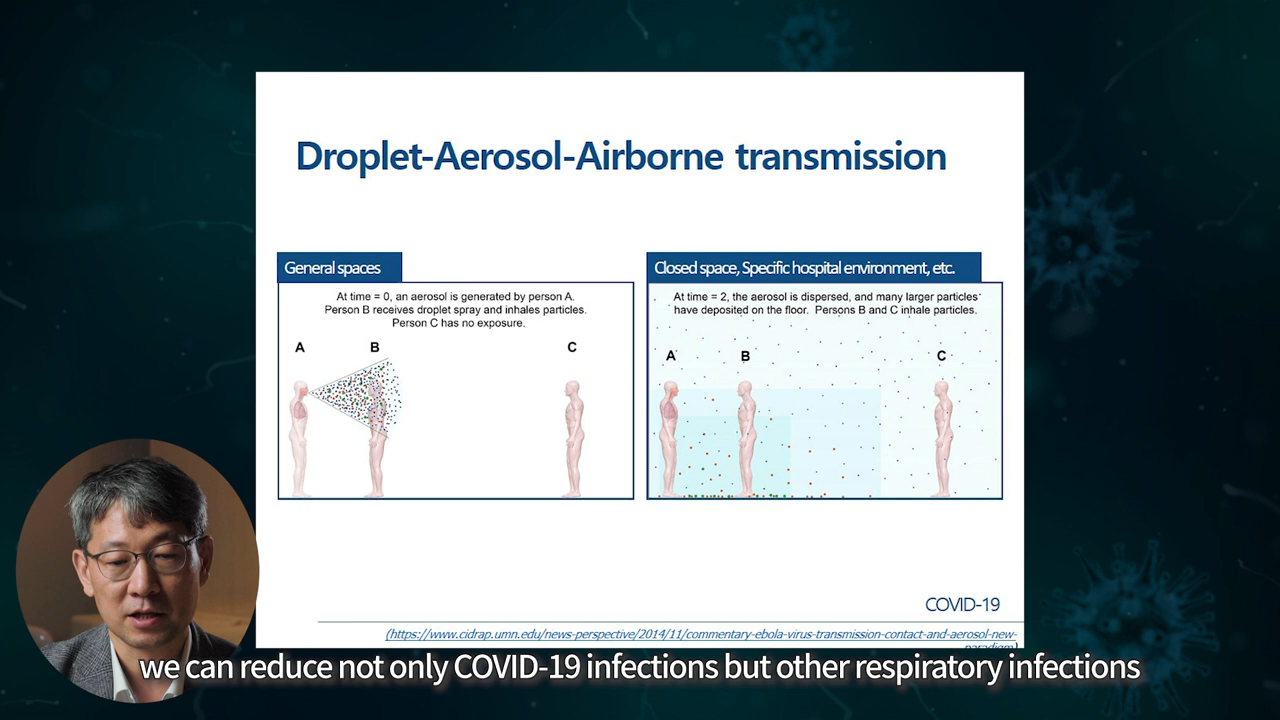 Droplet-Aerosol-Airborne transmission
General spaces
At time = 0, an aerosol is generated by person A.
Person B receives droplet spray and inhales particles.
Person C has no exposure.
A
B
C
Closed space, Specific hospital environment, etc.
At time = 2, the aerosol is dispersed, and many larger particles
have deposited on the floor. Persons B and C inhale particles.
A
B
C
COVID-19
(https://www.cidrap.umn.edu/news-perspective/2014/11/commentary-ebola-virus-transmission-contact-and-aerosol-new-
paradigm)
we can reduce not only COVID-19 infections but other respiratory infections